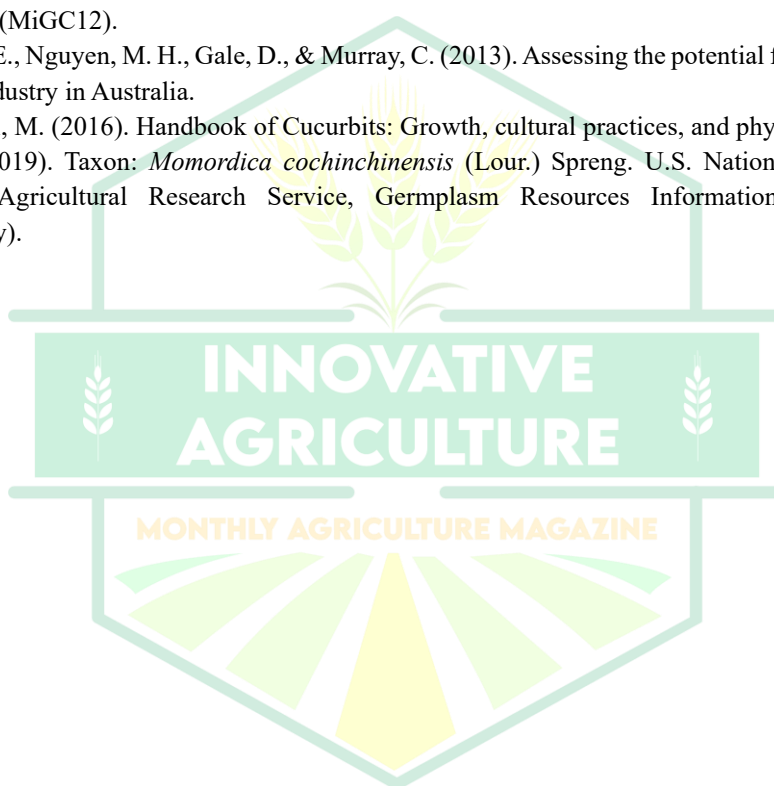 (MiGC12).
E., Nguyen, M. H., Gale, D., & Murray, C. (2013). Assessing the potential f
dustry in Australia.
, M. (2016). Handbook of Cucurbits: Growth, cultural practices, and phy
019). Taxon: Momordica cochinchinensis (Lour.) Spreng. U.S. Nation
Agricultural Research Service, Germplasm Resources Information
y).
INNOVATIVE
AGRICULTURE
MONTHLY AGRICULTURE MAGAZINE